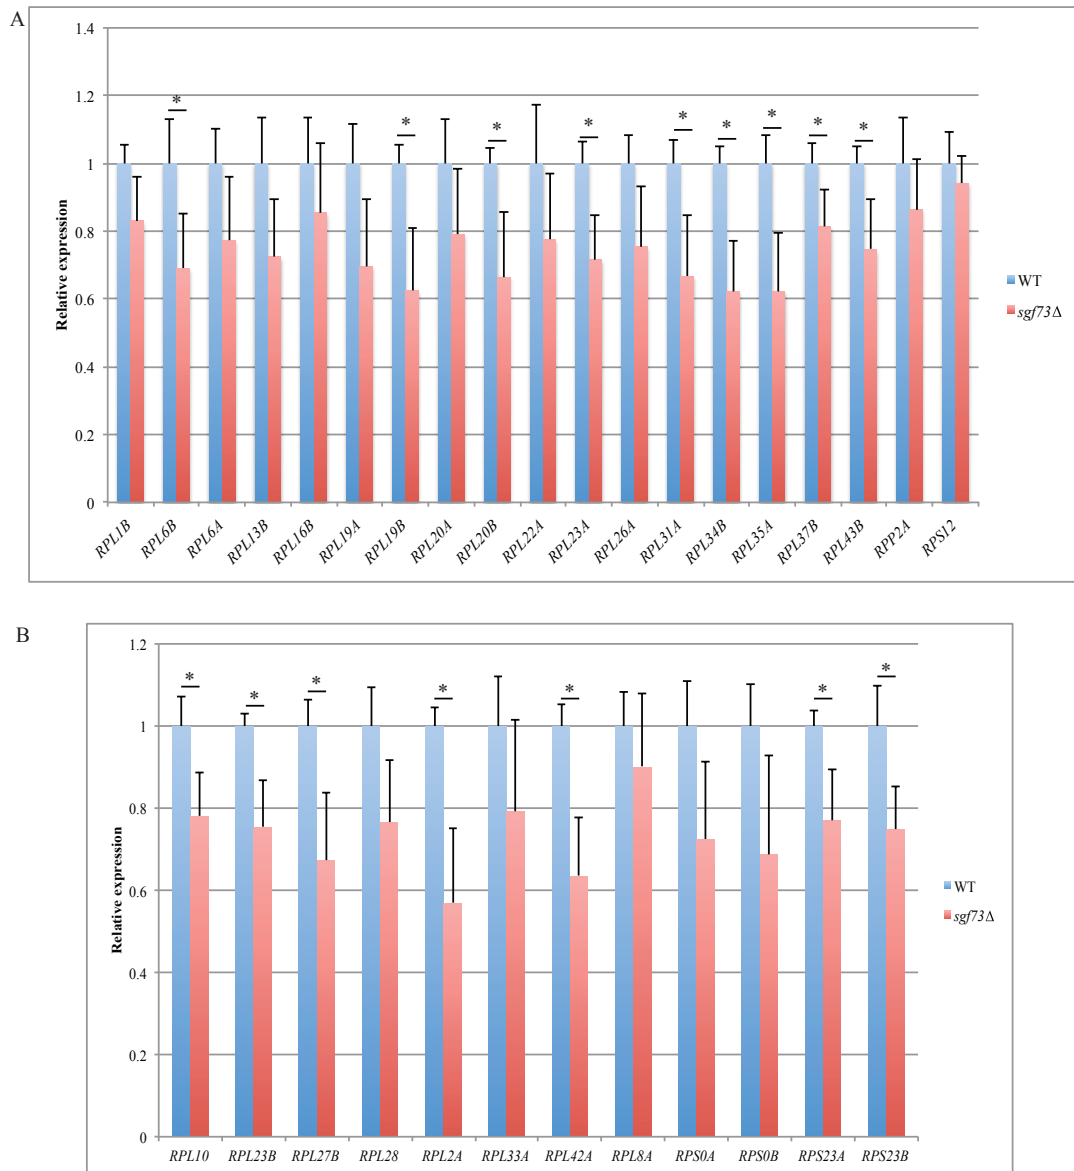 A
1.4
1.2
1
0.8
0.6
0.4
0.2
0
Relative expression
* * * * * * * * *
RPL1B RPL6B RPL6A RPL13B RPL16B RPL19A RPL19B RPL20A RPL20B RPL22A RPL23A RPL26A RPL31A RPL34B RPL35A RPL37B RPL43B RPP2A RPS12
WT
sgf73Δ
B
1.2
1
0.8
0.6
0.4
0.2
0
Relative expression
* * * * * * *
RPL10 RPL23B RPL27B RPL28 RPL2A RPL33A RPL42A RPL8A RPS0A RPS0B RPS23A RPS23B
WT
sgf73Δ